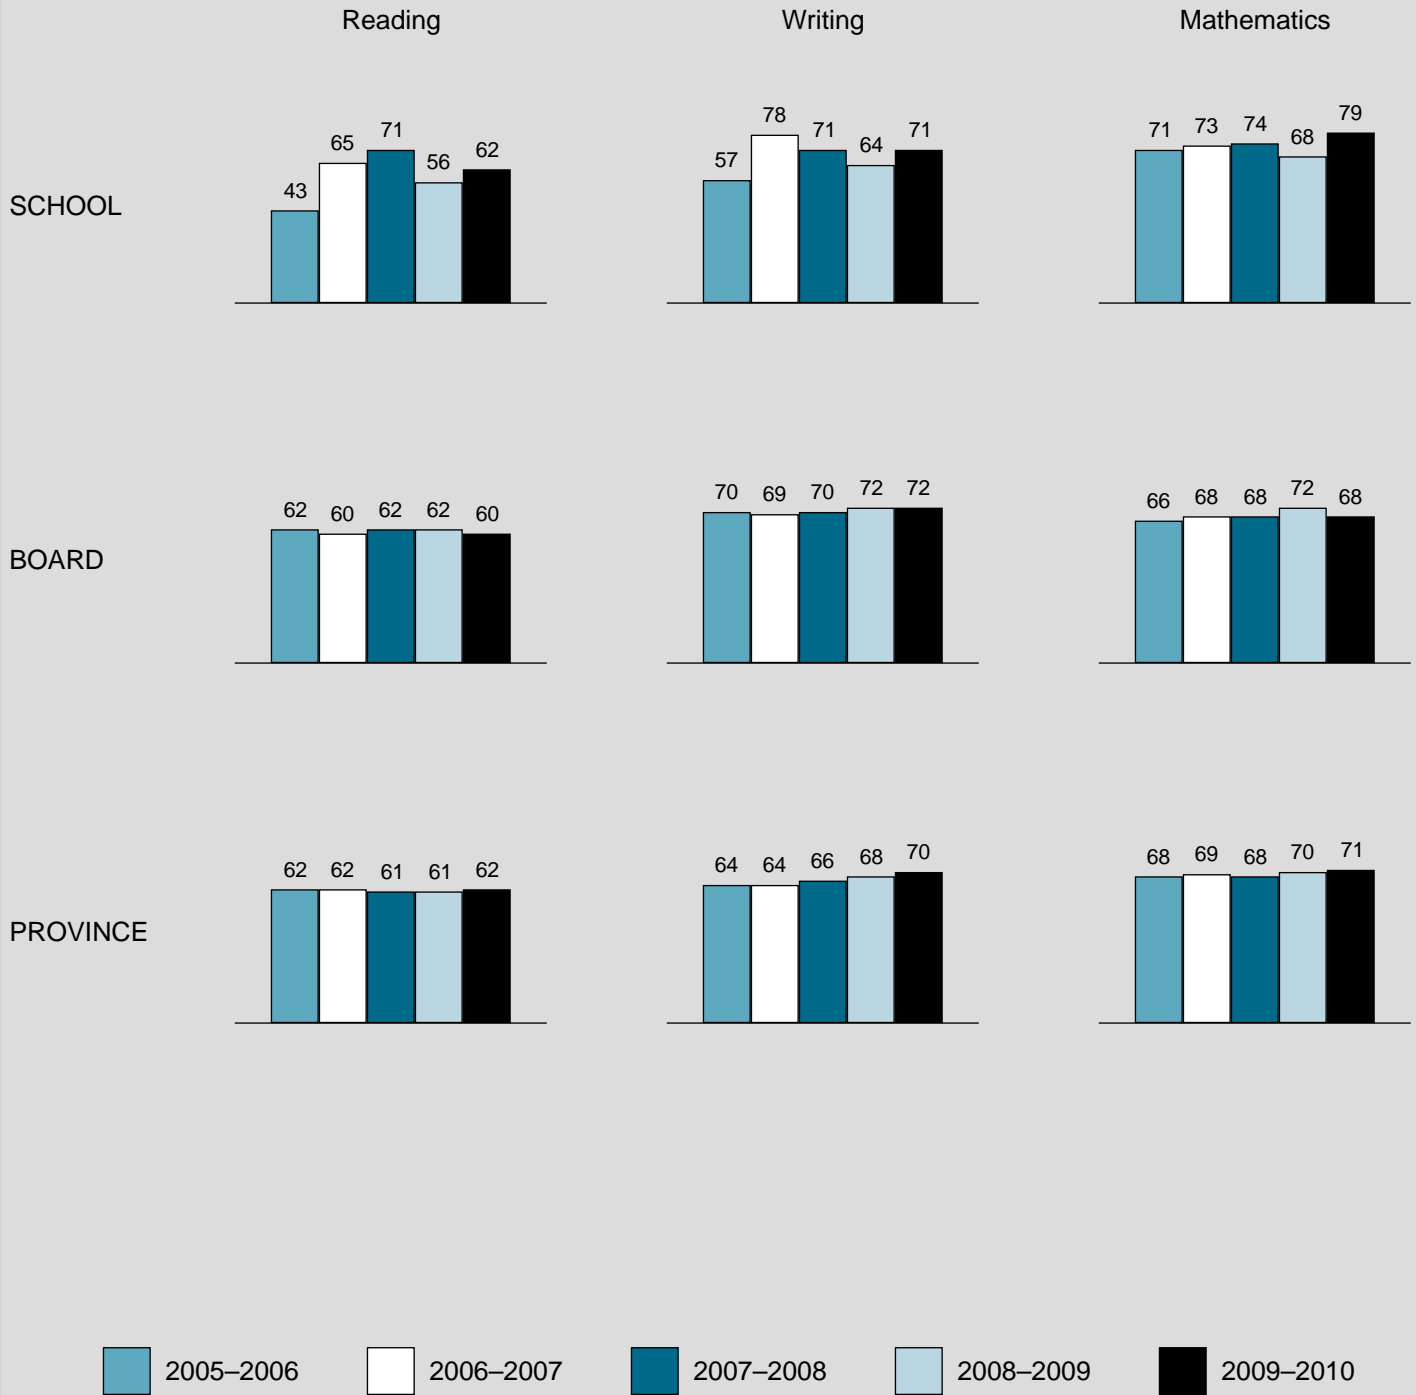 Reading Writing Mathematics
SCHOOL
43 65 71 56 62
57 78 71 64 71
71 73 74 68 79
BOARD
62 60 62 62 60
70 69 70 72 72
66 68 68 72 68
PROVINCE
62 62 61 61 62
64 64 66 68 70
68 69 68 70 71
2005–2006 2006–2007 2007–2008 2008–2009 2009–2010